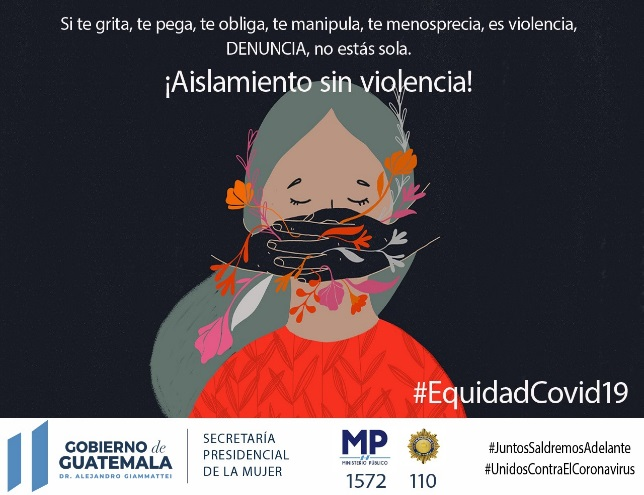 Si te grita, te pega, te obliga, te manipula, te menosprecia, es violencia,
DENUNCIA, no estás sola.
¡Aislamiento sin violencia!
#EquidadCovid19
GOBIERNO de
GUATEMALA
DR. ALEJANDRO GIAMMATTEI
SECRETARÍA
PRESIDENCIAL
DE LA MUJER
MP
MINISTERIO PÚBLICO
1572
110
#JuntosSaldremosAdelante
#UnidosContraElCoronavirus